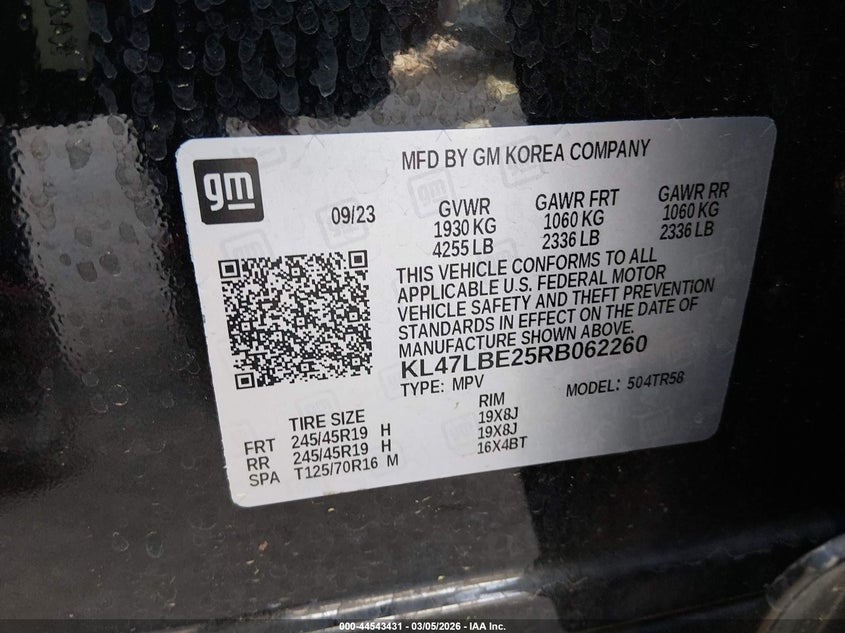 gm
MFD BY GM KOREA COMPANY
09/23
GVWR
1930 KG
4255 LB
GAWR FRT
1060 KG
2336 LB
GAWR RR
1060 KG
2336 LB
THIS VEHICLE CONFORMS TO ALL
APPLICABLE U.S. FEDERAL MOTOR
VEHICLE SAFETY AND THEFT PREVENTION
STANDARDS IN EFFECT ON THE DATE OF
MANUFACTURE SHOWN ABOVE.
KL47LBE25RB062260
TYPE: MPV
MODEL: 504TR58
TIRE SIZE
RIM
FRT 245/45R19 H 19X8J
RR 245/45R19 H 19X8J
SPA T125/70R16 M 16X4BT
000-44543431 - 03/05/2026 - IAA Inc.